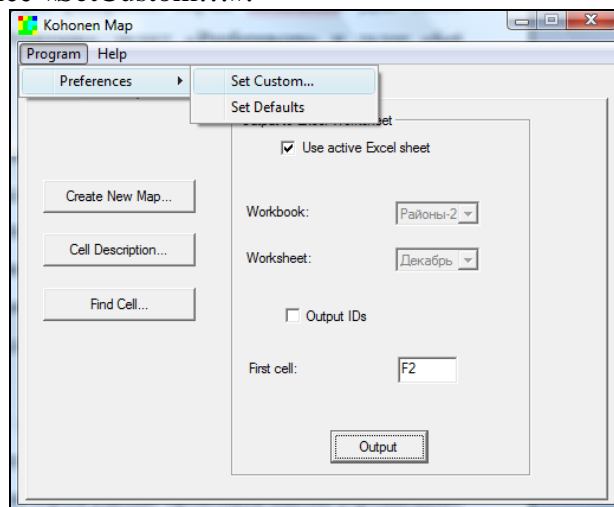 Kohonen Map
Program Help
Preferences
Set Custom...
Set Defaults
Use active Excel sheet
Create New Map...
Workbook:
Районы-2
Cell Description...
Worksheet:
Декабрь
Find Cell...
Output IDs
First cell:
F2
Output